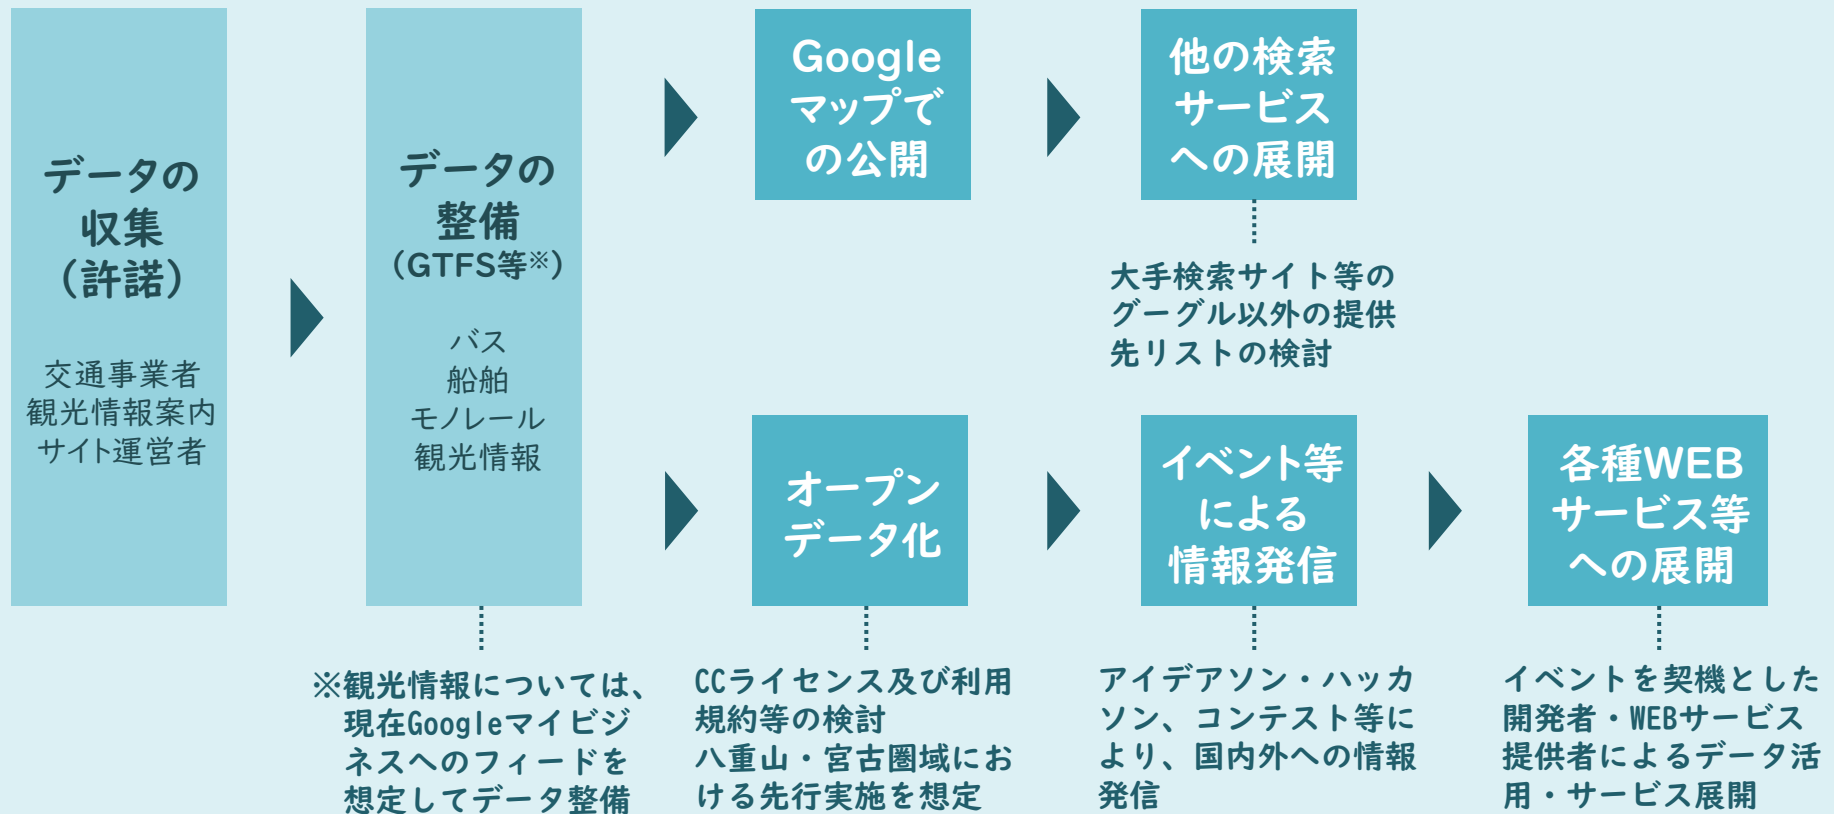 データの
収集
(許諾)
交通事業者
観光情報案内
サイト運営者
データの
整備
(GTFS等※)
バス
船舶
モノレール
観光情報
※観光情報については、
現在Googleマイビジ
ネスへのフィードを
想定してデータ整備
Google
マップで
の公開
他の検索
サービス
への展開
大手検索サイト等の
グーグル以外の提供
先リストの検討
オープン
データ化
CCライセンス及び利用
規約等の検討
八重山・宮古圏域にお
ける先行実施を想定
イベント等
による
情報発信
アイデアソン・ハッカ
ソン、コンテスト等に
より、国内外への情報
発信
各種WEB
サービス等
への展開
イベントを契機とした
開発者・WEBサービス
提供者によるデータ活
用・サービス展開